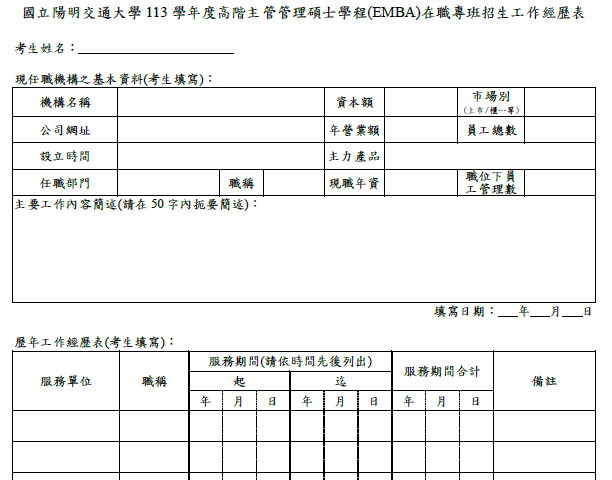 國立陽明交通大學 113 學年度高階主管管理碩士學程(EMBA)在職專班招生工作經歷表
考生姓名：
現任職機構之基本資料(考生填寫)：
機構名稱 資本額 市場別
(上市/櫃…等)
公司網址 年營業額 員工總數
設立時間 主力產品
任職部門 職稱 現職年資 職位下員
工管理數
主要工作內容簡述(請在 50 字內扼要簡述)：
填寫日期：___年___月___日
歷年工作經歷表(考生填寫)：
服務單位 職稱 服務期間(請依時間先後列出) 服務期間合計 備註
起 迄
年 月 日 年 月 日 年 月 日